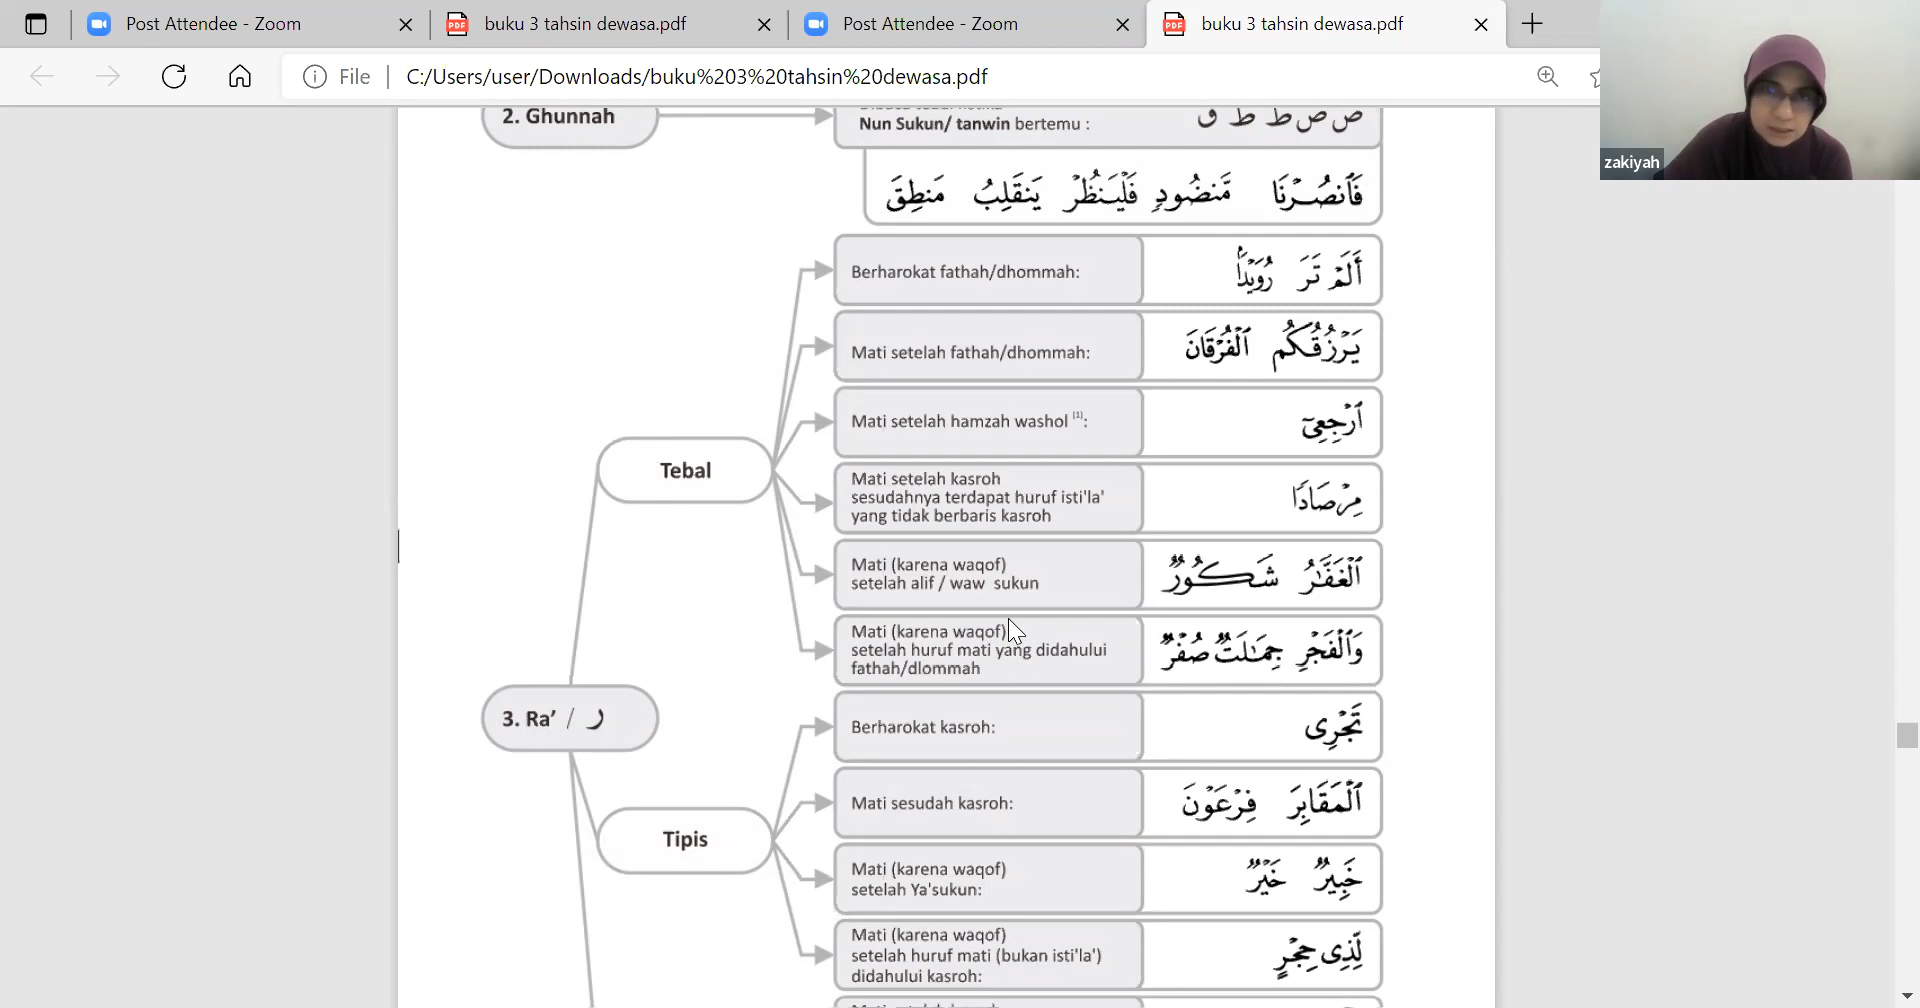 Post Attendee - Zoom
buku 3 tahsin dewasa.pdf
Post Attendee - Zoom
buku 3 tahsin dewasa.pdf
File
C:/Users/user/Downloads/buku%203%20tahsin%20dewasa.pdf
zakiyah
2. Ghunnah
Nun Sukun/ tanwin bertemu :
ص ض ط ظ ق
فَٱنصُرْنَا مَّنضُودٍ فَلْيَنظُرْ يَنقَلِبُ مَنطِقَ
Tebal
Berharokat fathah/dhommah:
أَلَمْ تَرَ رُوَيْدًا
Mati setelah fathah/dhommah:
يَرْزُقُكُم ٱلْفُرْقَانَ
Mati setelah hamzah washol [1]:
ٱرْجِعِىٓ
Mati setelah kasroh
sesudahnya terdapat huruf isti'la'
yang tidak berbaris kasroh
مِرْصَادًا
Mati (karena waqof)
setelah alif / waw sukun
ٱلْغَفَّٰرُ شَكُورٌ
Mati (karena waqof)
setelah huruf mati yang didahului
fathah/dlommah
وَٱلْفَجْرِ جِمَٰلَتٌ صُفْرٌ
3. Ra’ / ر
Tipis
Berharokat kasroh:
تَجْرِى
Mati sesudah kasroh:
ٱلْمَقَابِرَ فِرْعَوْنَ
Mati (karena waqof)
setelah Ya'sukun:
خَبِيرٌ خَيْرٌ
Mati (karena waqof)
setelah huruf mati (bukan isti'la')
didahului kasroh:
لِّذِى حِجْرٍ